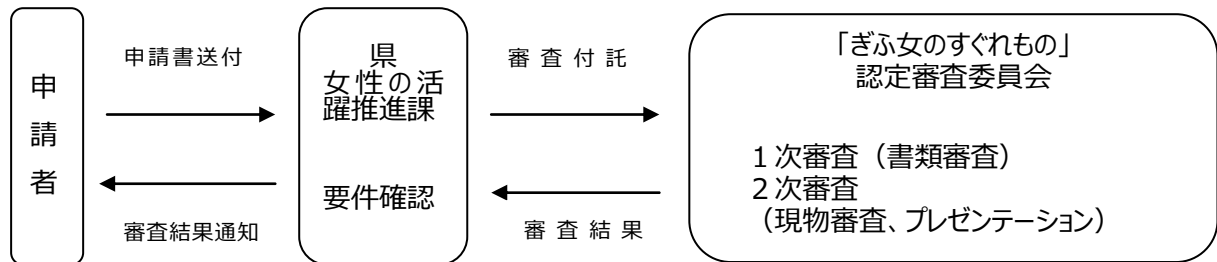 申請者
申請書送付
審査結果通知
県
女性の活
躍推進課
要件確認
審査付託
審査結果
「ぎふ女のすぐれもの」
認定審査委員会
１次審査（書類審査）
２次審査
（現物審査、プレゼンテーション）